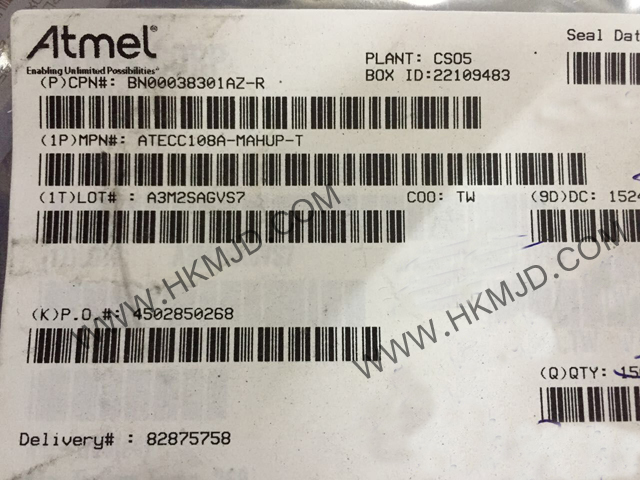 Atmel®
Enabling Unlimited Possibilities™
Seal Dat
PLANT: CS05
BOX ID:22109483
(P)CPN#: BN00038301AZ-R
(1P)MPN#: ATECC108A-MAHUP-T
(1T)LOT# : A3M2SAGVS7 COO: TW (9D)DC: 1524
(K)P.O.#: 4502850268
(Q)QTY:
Delivery# : 82875758
WWW.HKMJD.COM
WWW.HKMJD.COM